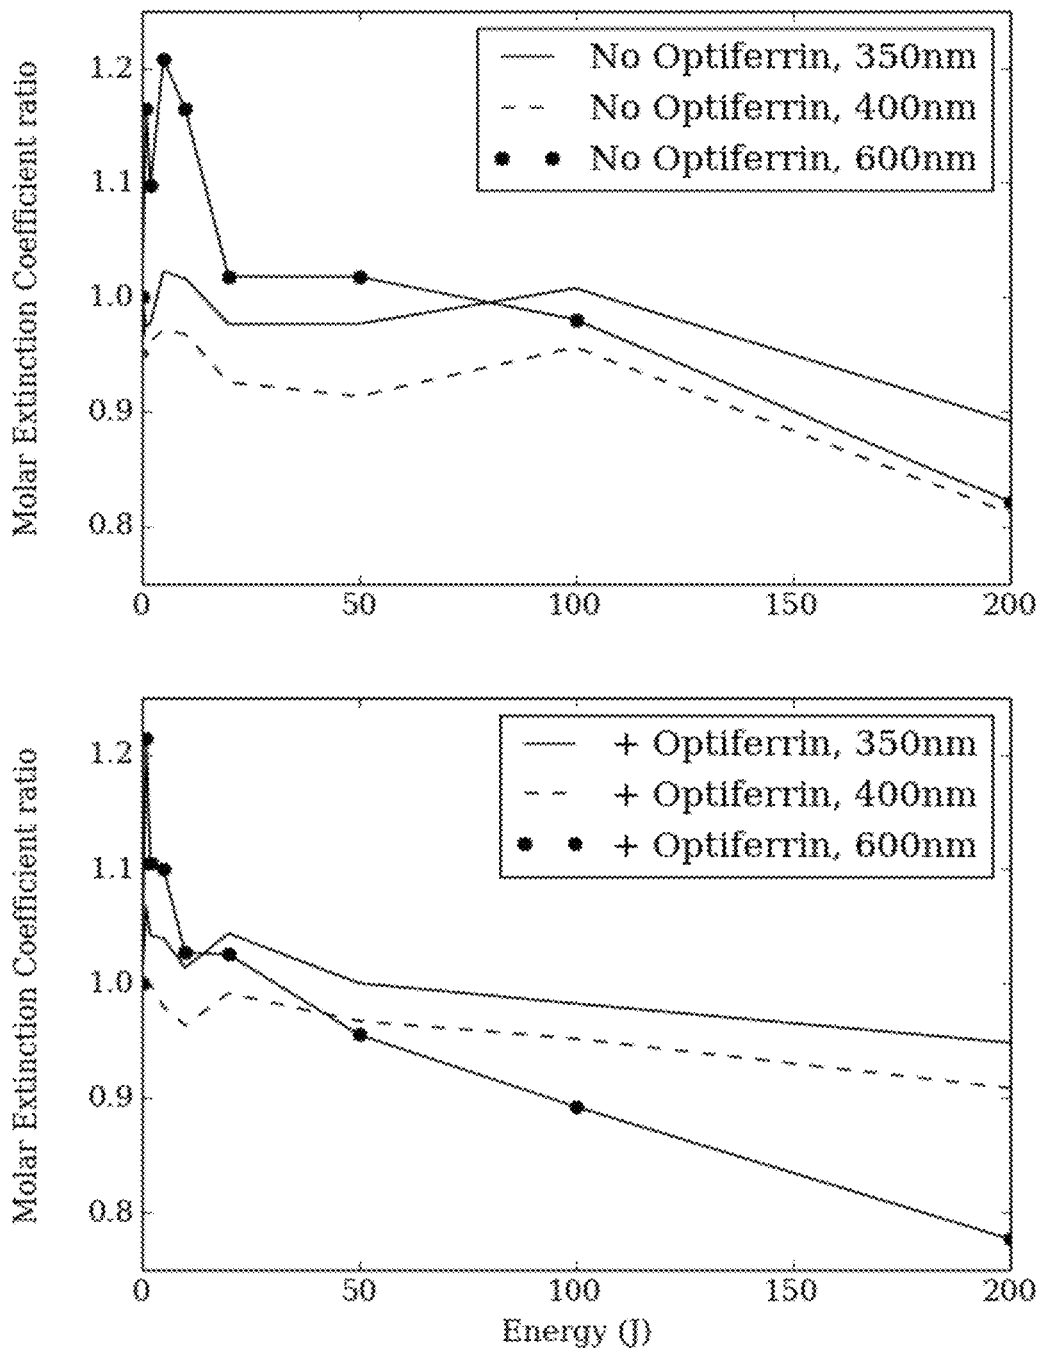 Molar Extinction Coefficient ratio
1.2
1.1
1.0
0.9
0.8
No Optiferrin, 350nm
No Optiferrin, 400nm
No Optiferrin, 600nm
0 50 100 150 200
Molar Extinction Coefficient ratio
1.2
1.1
1.0
0.9
0.8
+ Optiferrin, 350nm
+ Optiferrin, 400nm
+ Optiferrin, 600nm
0 50 100 150 200
Energy (J)